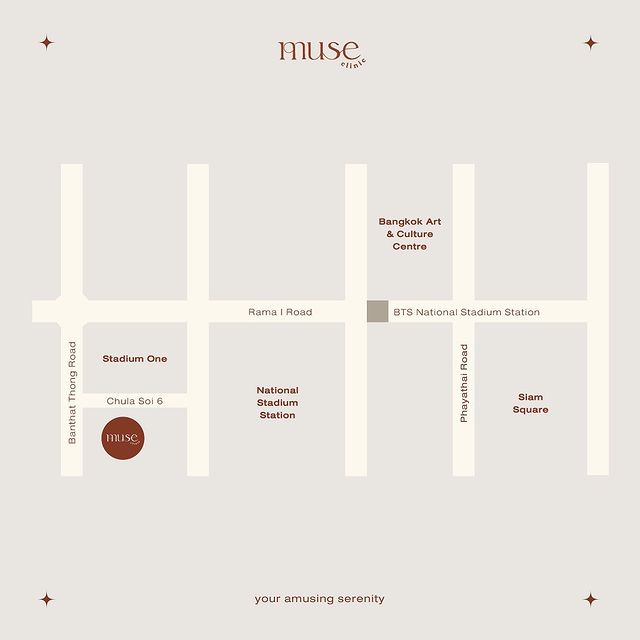 muse
clinic
Bangkok Art
& Culture
Centre
Rama I Road
BTS National Stadium Station
Banthat Thong Road
Stadium One
Chula Soi 6
muse
National
Stadium
Station
Phayathai Road
Siam
Square
your amusing serenity